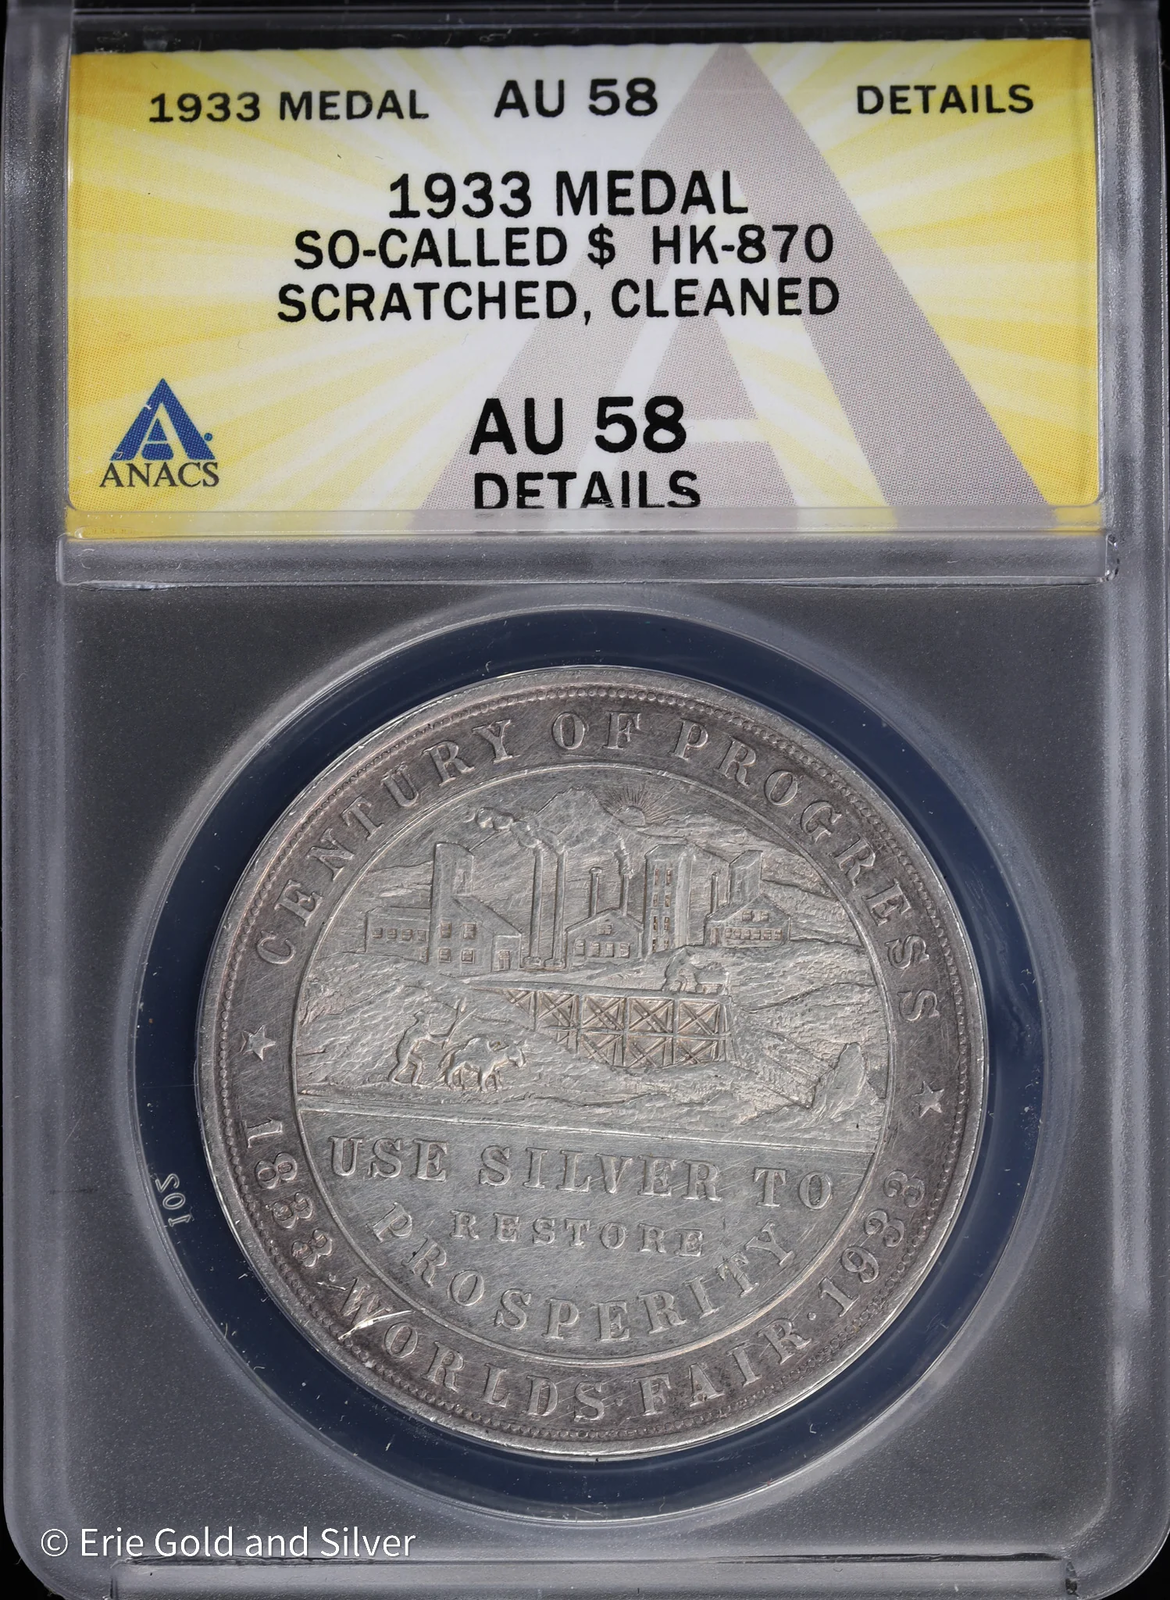 1933 MEDAL AU 58 DETAILS
1933 MEDAL
SO-CALLED $ HK-870
SCRATCHED, CLEANED
ANACS
AU 58
DETAILS
CENTURY OF PROGRESS
USE SILVER TO
RESTORE
PROSPERITY
1833 WORLDS FAIR · 1933
102
© Erie Gold and Silver